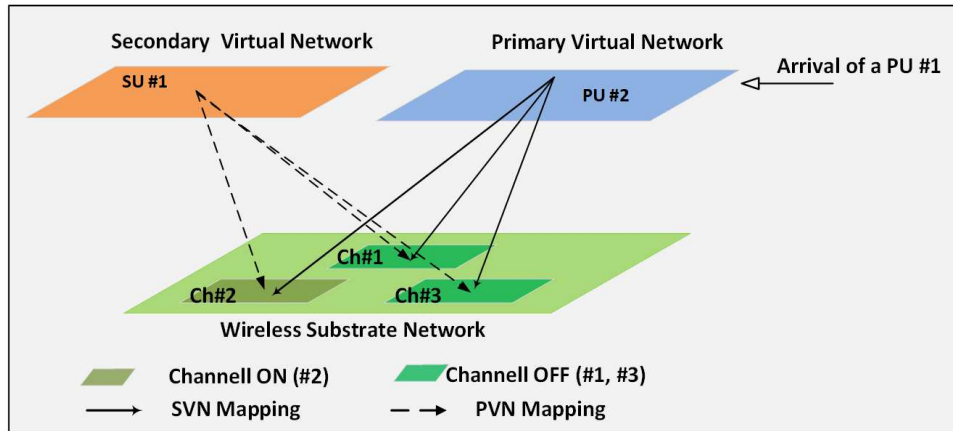 Secondary Virtual Network
Primary Virtual Network
Arrival of a PU #1
SU #1
PU #2
Ch#1
Ch#2
Ch#3
Wireless Substrate Network
Channell ON (#2)
Channell OFF (#1, #3)
SVN Mapping
PVN Mapping